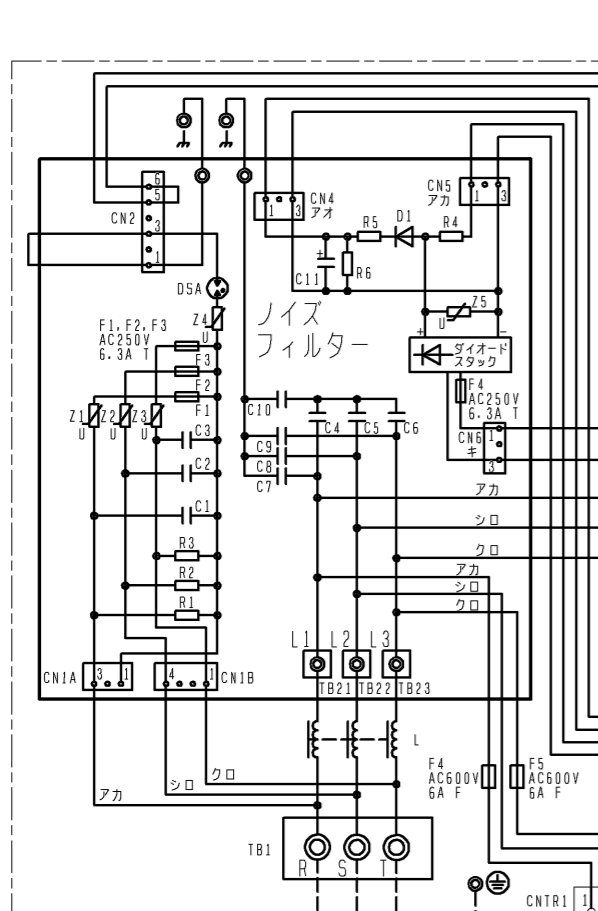 6
5
CN2
3
1
CN4
アオ
1 3
CN5
アカ
1 3
R5 D1 R4
+
C11 R6
DSA
Z4
U
ノイズ
フィルター
Z5
U
+ −
ダイオード
スタック
F1,F2,F3
AC250V
6.3A T
F3
F2
F1
F4
AC250V
6.3A T
Z1 Z2 Z3
U U U
C3
C2
C1
C10
C9
C8
C7
C4 C5 C6
CN6
キ
1
3
アカ
シロ
クロ
アカ
シロ
クロ
R3
R2
R1
L1 L2 L3
CN1A 3 1
4 1 CN1B
TB21 TB22 TB23
L
クロ
シロ
アカ
F4
AC600V
6A F
F5
AC600V
6A F
TB1
R S T
CNTR1 1